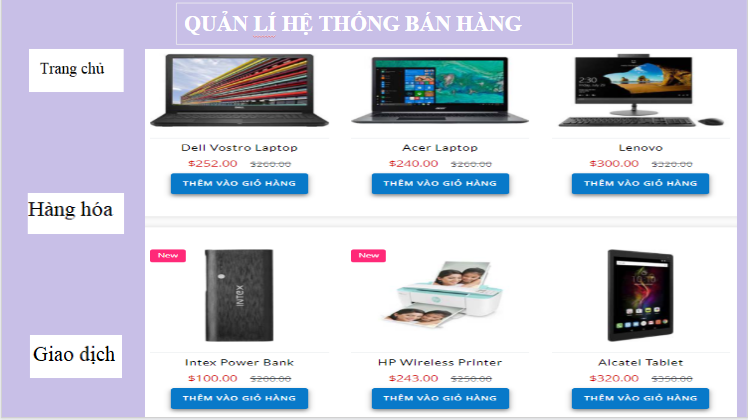 QUẢN LÍ HỆ THỐNG BÁN HÀNG
Trang chủ
Hàng hóa
Giao dịch
Dell Vostro Laptop
$252.00 $260.00
THÊM VÀO GIỎ HÀNG
Acer Laptop
$240.00 $260.00
THÊM VÀO GIỎ HÀNG
Lenovo
$300.00 $320.00
THÊM VÀO GIỎ HÀNG
New
INTEX
Intex Power Bank
$100.00 $200.00
THÊM VÀO GIỎ HÀNG
New
HP Wireless Printer
$243.00 $250.00
THÊM VÀO GIỎ HÀNG
Alcatel Tablet
$320.00 $350.00
THÊM VÀO GIỎ HÀNG